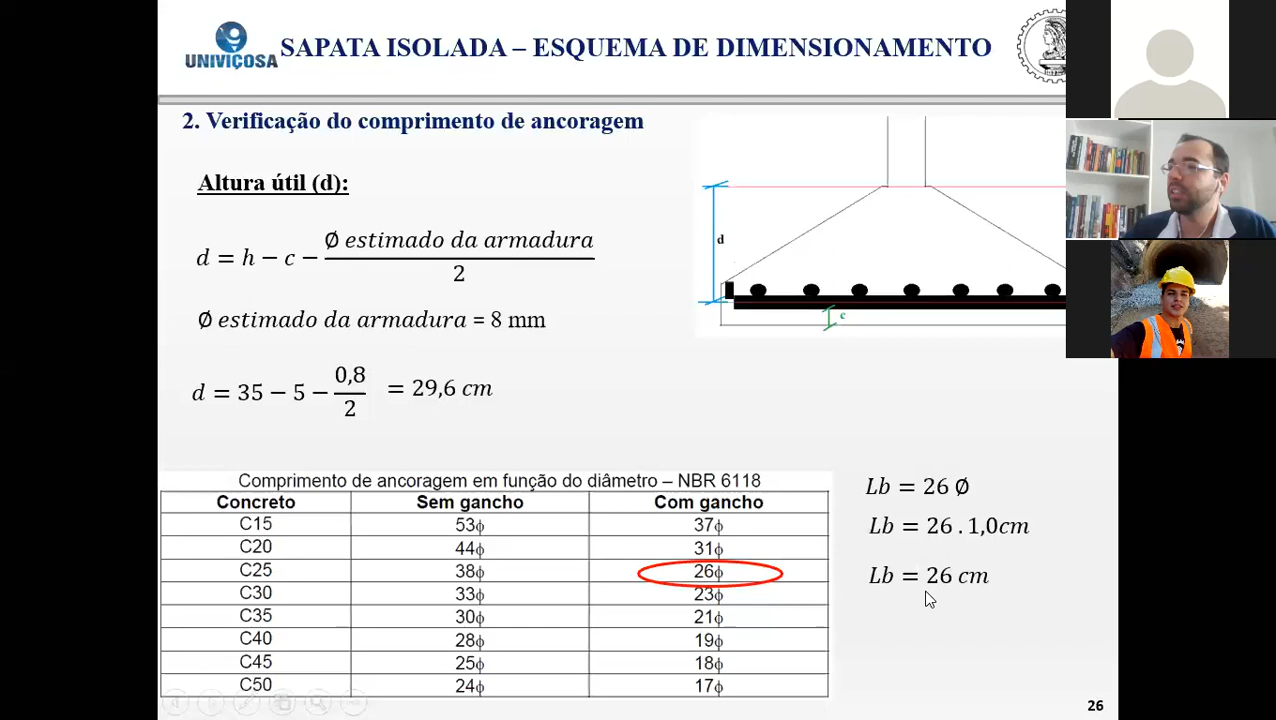 UNIVIÇOSA
SAPATA ISOLADA – ESQUEMA DE DIMENSIONAMENTO
2. Verificação do comprimento de ancoragem
Altura útil (d):
d = h − c − Ø estimado da armadura / 2
Ø estimado da armadura = 8 mm
d = 35 − 5 − 0,8 / 2 = 29,6 cm
d
c
Comprimento de ancoragem em função do diâmetro – NBR 6118
Concreto Sem gancho Com gancho
C15 53ϕ 37ϕ
C20 44ϕ 31ϕ
C25 38ϕ 26ϕ
C30 33ϕ 23ϕ
C35 30ϕ 21ϕ
C40 28ϕ 19ϕ
C45 25ϕ 18ϕ
C50 24ϕ 17ϕ
Lb = 26 Ø
Lb = 26 . 1,0cm
Lb = 26 cm
26